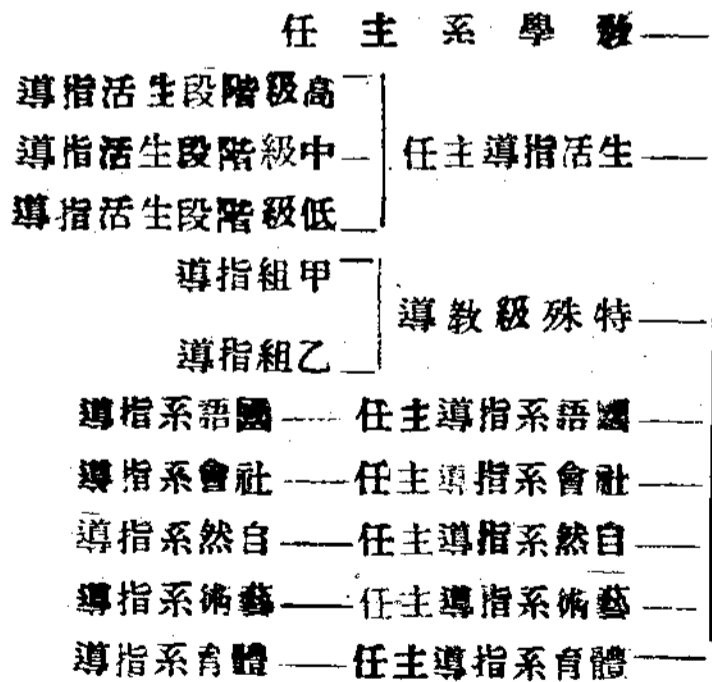 數學系主任
生活指導主任
高級階段生活指導
中級階段生活指導
低級階段生活指導
特殊級教導
甲組指導
乙組指導
國語系指導主任
國語系指導
社會系指導主任
社會系指導
自然系指導主任
自然系指導
藝術系指導主任
藝術系指導
體育系指導主任
體育系指導